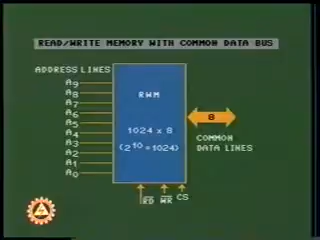 READ/WRITE MEMORY WITH COMMON DATA BUS
ADDRESS LINES
A9
A8
A7
A6
A5
A4
A3
A2
A1
A0
RWM
1024 x 8
(2^10=1024)
8
COMMON
DATA LINES
RD WR CS